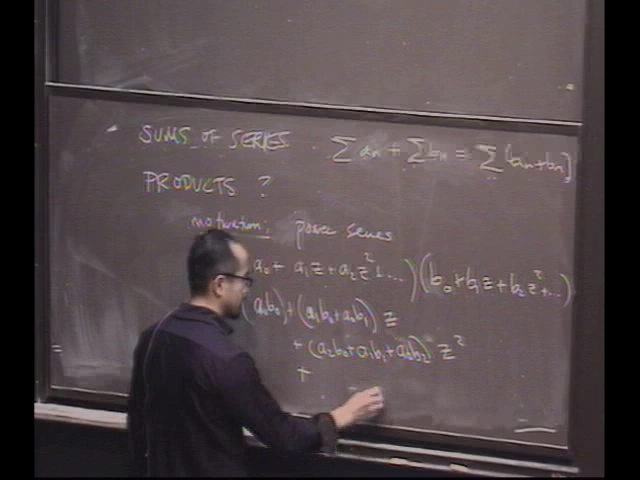 SUMS OF SERIES Σ aₙ + Σ bₙ = Σ (aₙ+bₙ)
PRODUCTS ?
motivation: power series
a₀ + a₁z + a₂z² + ... )(b₀ + b₁z + b₂z² + ...)
(a₀b₀) + (a₁b₀ + a₀b₁) z
+ (a₂b₀ + a₁b₁ + a₀b₂) z²
+